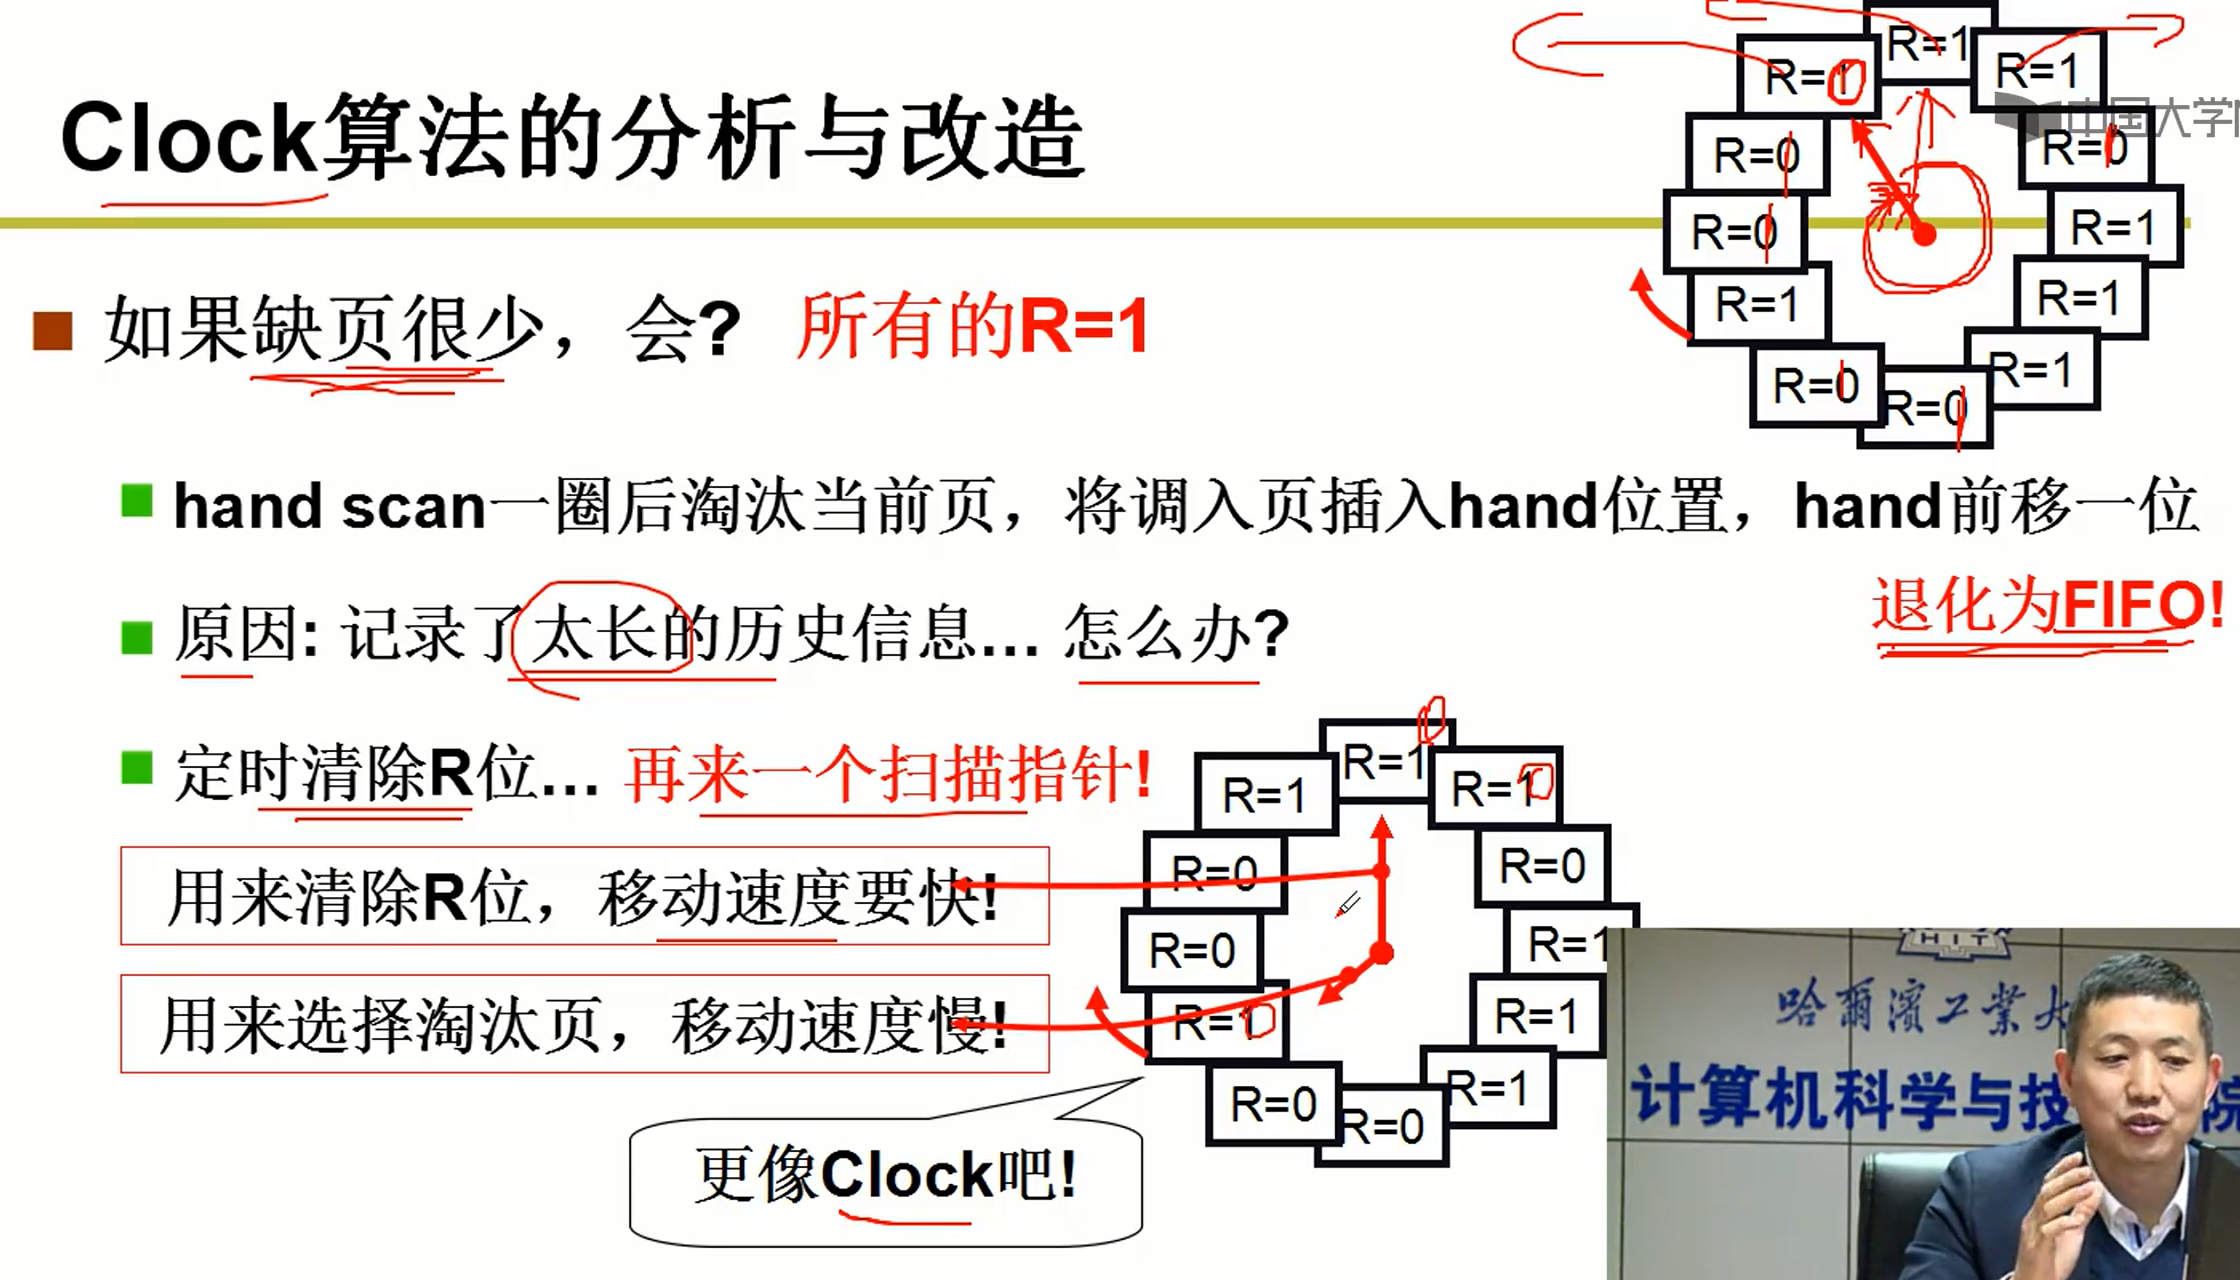 R=1
R=1
R=1
中国大学
Clock算法的分析与改造
R=0
R=0
R=0
R=1
如果缺页很少，会? 所有的R=1
R=1
R=1
R=0
R=0
R=1
hand scan一圈后淘汰当前页，将调入页插入hand位置，hand前移一位
退化为FIFO!
原因: 记录了太长的历史信息… 怎么办?
定时清除R位… 再来一个扫描指针!
R=1
R=1
R=1
用来清除R位，移动速度要快!
R=0
R=0
R=0
R=1
HIT
哈爾濱工業大
用来选择淘汰页，移动速度慢!
R=1
R=1
计算机科学与技
院
R=0
R=0
R=1
更像Clock吧!